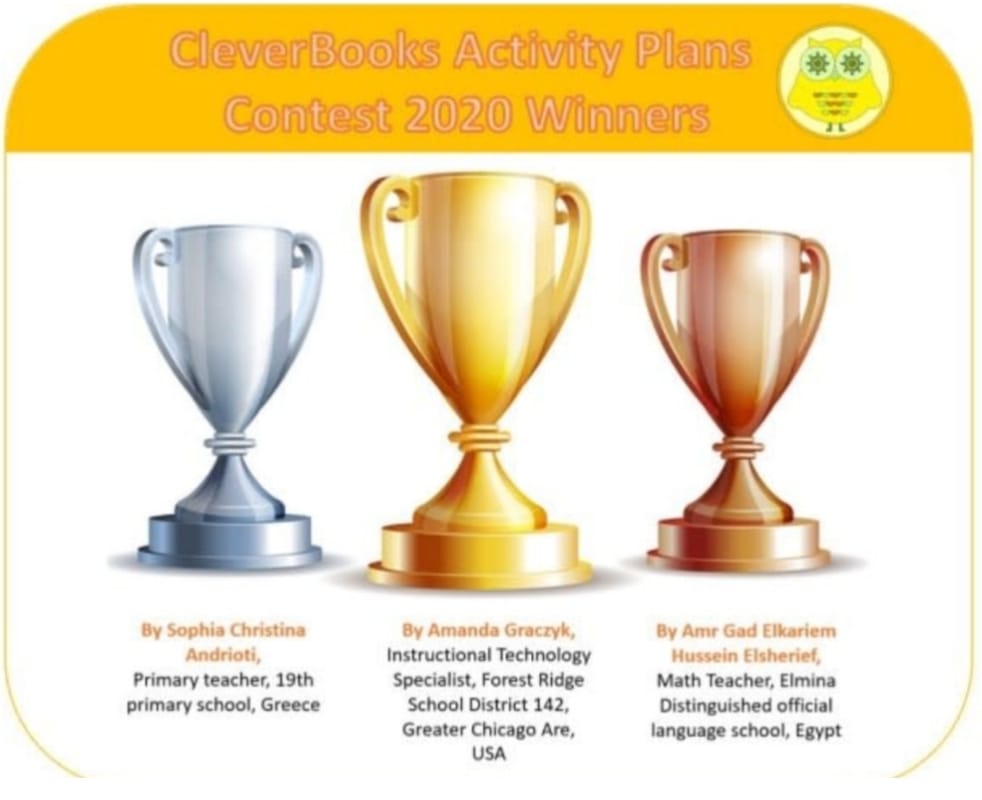 CleverBooks Activity Plans
Contest 2020 Winners
By Sophia Christina
Andrioti,
Primary teacher, 19th
primary school, Greece
By Amanda Graczyk,
Instructional Technology
Specialist, Forest Ridge
School District 142,
Greater Chicago Are,
USA
By Amr Gad Elkariem
Hussein Elsherief,
Math Teacher, Elmina
Distinguished official
language school, Egypt